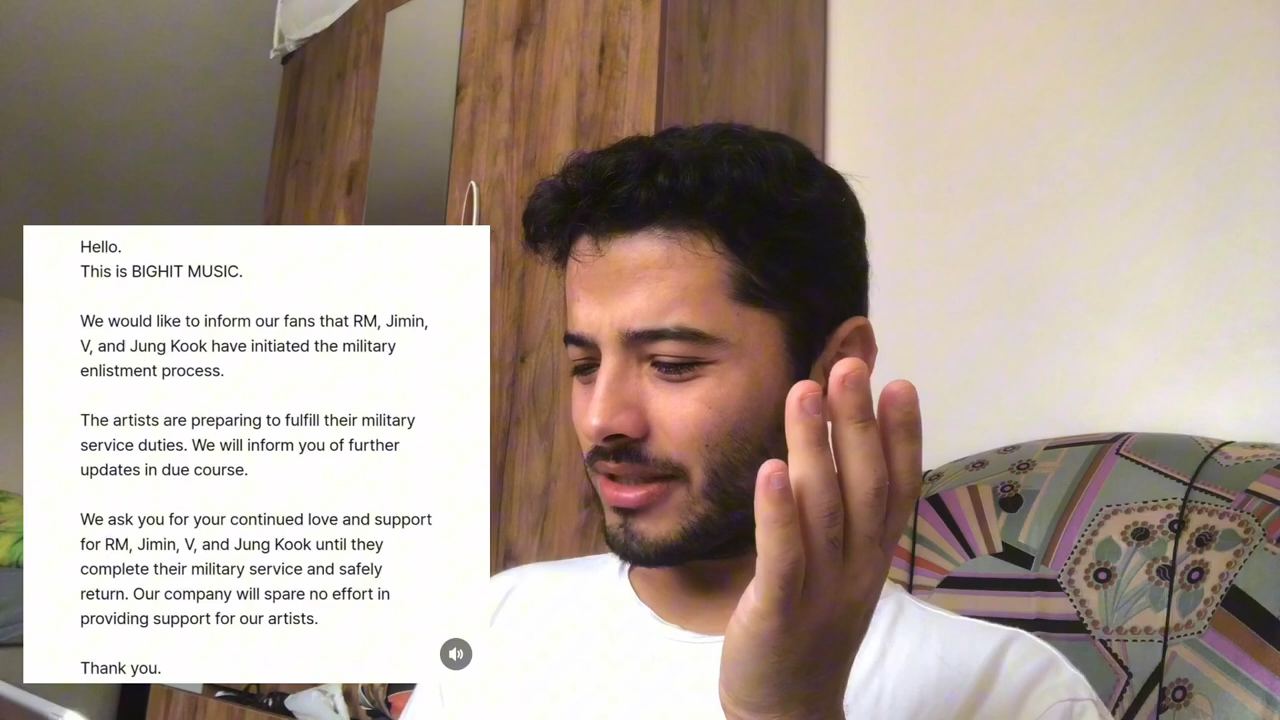 Hello.
This is BIGHIT MUSIC.
We would like to inform our fans that RM, Jimin,
V, and Jung Kook have initiated the military
enlistment process.
The artists are preparing to fulfill their military
service duties. We will inform you of further
updates in due course.
We ask you for your continued love and support
for RM, Jimin, V, and Jung Kook until they
complete their military service and safely
return. Our company will spare no effort in
providing support for our artists.
Thank you.